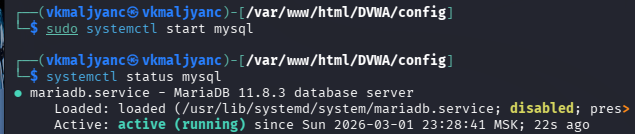 ┌──(vkmaljyanc㉿vkmaljyanc)-[/var/www/html/DVWA/config]
└─$ sudo systemctl start mysql
┌──(vkmaljyanc㉿vkmaljyanc)-[/var/www/html/DVWA/config]
└─$ systemctl status mysql
● mariadb.service - MariaDB 11.8.3 database server
Loaded: loaded (/usr/lib/systemd/system/mariadb.service; disabled; pres>
Active: active (running) since Sun 2026-03-01 23:28:41 MSK; 22s ago